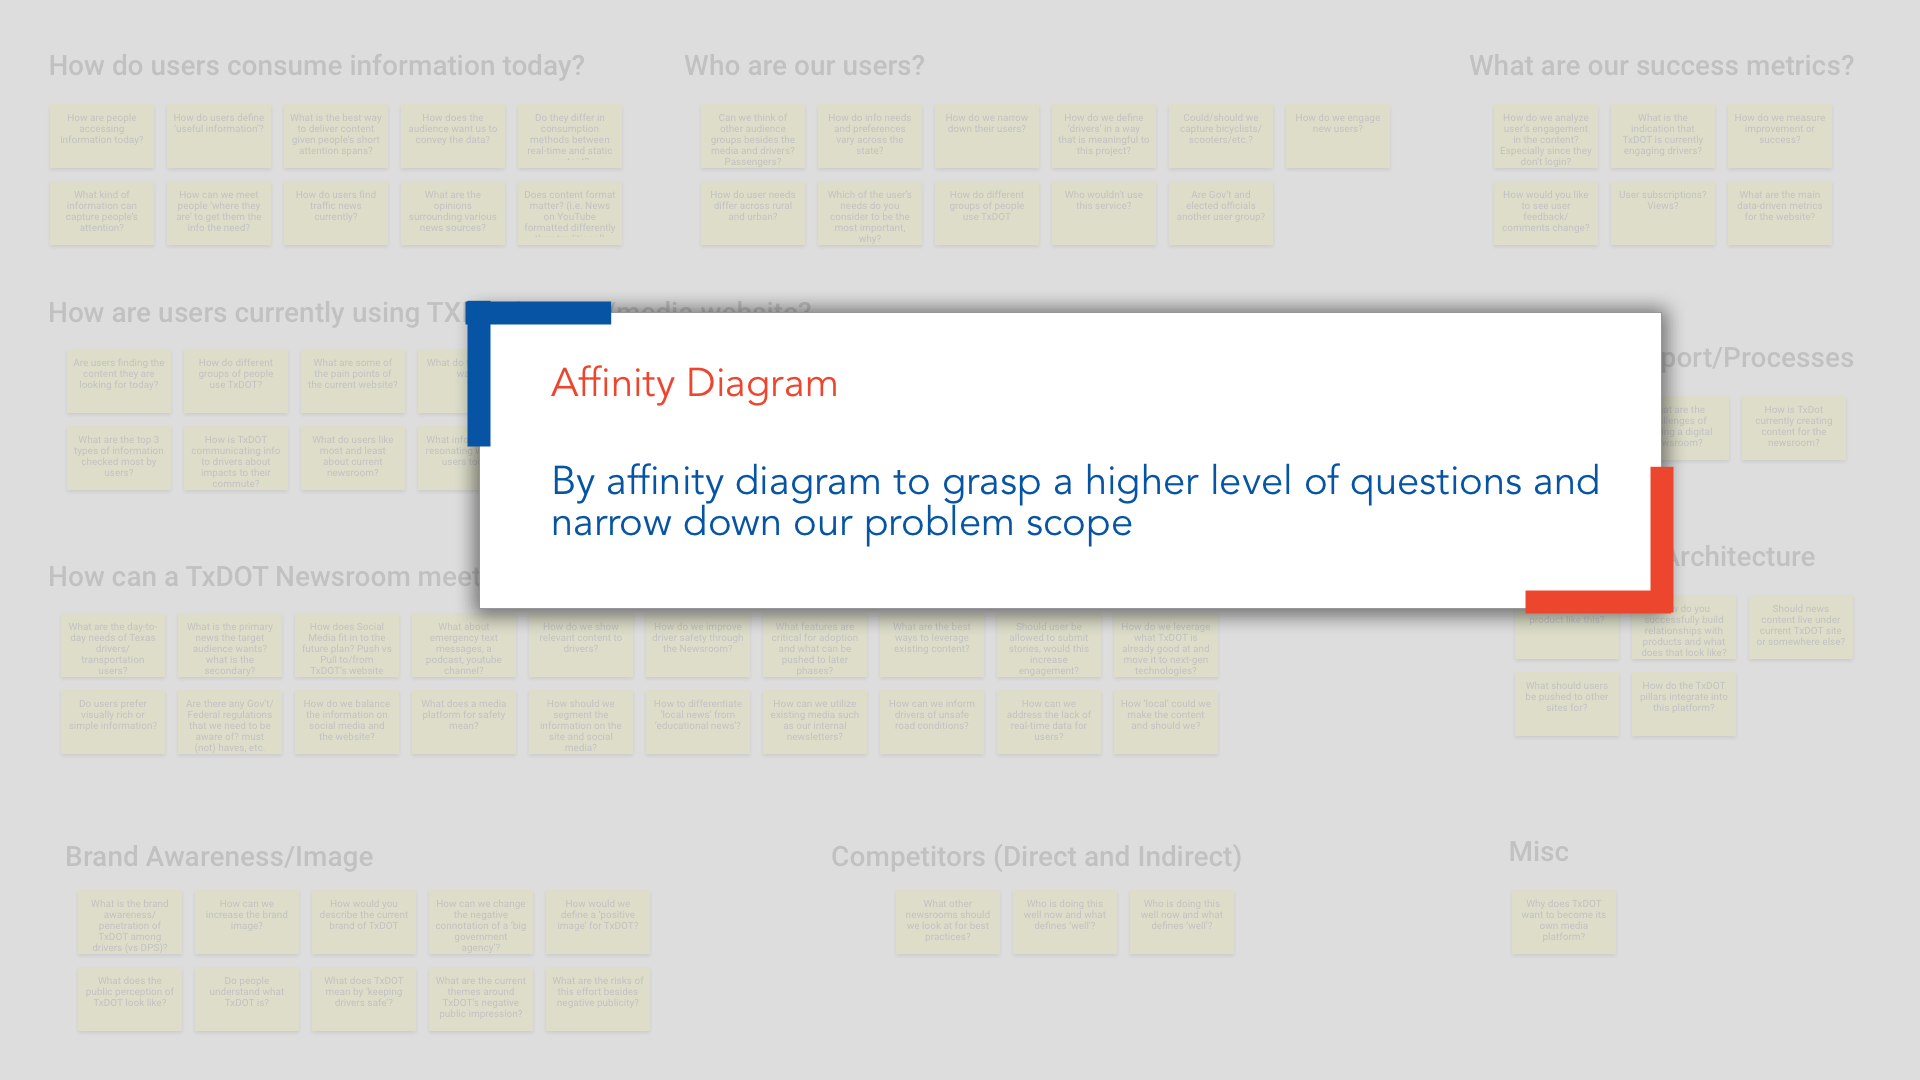 How do users consume information today?
Who are our users?
What are our success metrics?
How are people
accessing
information today?
How do users define
'useful information'?
What is the best way
to deliver content
given people's short
attention spans?
How does the
audience want us to
convey the data?
Do they differ in
consumption
methods between
real-time and static
What kind of
information can
capture people's
attention?
How can we meet
people 'where they
are' to get them the
info the need?
How do users find
traffic news
currently?
What are the
opinions
surrounding various
news sources?
Does content format
matter? (i.e. News
on YouTube
formatted differently
Can we think of
other audience
groups besides the
media and drivers?
Passengers?
How do info needs
and preferences
vary across the
state?
How do we narrow
down their users?
How do we define
'drivers' in a way
that is meaningful to
this project?
Could/should we
capture bicyclists/
scooters/etc.?
How do we engage
new users?
How do user needs
differ across rural
and urban?
Which of the user's
needs do you
consider to be the
most important,
why?
How do different
groups of people
use TxDOT
Who wouldn't use
this service?
Are Gov't and
elected officials
another user group?
How do we analyze
user's engagement
in the content?
Especially since they
don't login?
What is the
indication that
TxDOT is currently
engaging drivers?
How do we measure
improvement or
success?
How would you like
to see user
feedback/
comments change?
User subscriptions?
Views?
What are the main
data-driven metrics
for the website?
How are users currently using TX
/media website?
Are users finding the
content they are
looking for today?
How do different
groups of people
use TxDOT?
What are some of
the pain points of
the current website?
What do
What are the top 3
types of information
checked most by
users?
How is TxDOT
communicating info
to drivers about
impacts to their
commute?
What do users like
most and least
about current
newsroom?
What info
resonating
users
Affinity Diagram
By affinity diagram to grasp a higher level of questions and
narrow down our problem scope
port/Processes
are the
of
a digital
How is TxDot
currently creating
content for the
newsroom?
How can a TxDOT Newsroom meet
What are the day-to-
day needs of Texas
drivers/
transportation
users?
What is the primary
news the target
audience wants?
what is the
secondary?
How does Social
Media fit in to the
future plan? Push vs
Pull to/from
TxDOT's website
What about
emergency text
messages, a
podcast, youtube
channel?
How do we show
relevant content to
drivers?
How do we improve
driver safety through
the Newsroom?
What features are
critical for adoption
and what can be
pushed to later
phases?
What are the best
ways to leverage
existing content?
Should user be
allowed to submit
stories, would this
increase
engagement?
How do we leverage
what TxDOT is
already good at and
move it to next-gen
technologies?
Do users prefer
visually rich or
simple information?
Are there any Gov't/
Federal regulations
that we need to be
aware of? must
(not) haves, etc
How do we balance
the information on
social media and
the website?
What does a media
platform for safety
mean?
How should we
segment the
information on the
site and social
media?
How to differentiate
'local news' from
'educational news'?
How can we utilize
existing media such
as our internal
newsletters?
How can we inform
drivers of unsafe
road conditions?
How can we
address the lack of
real-time data for
users?
How 'local' could we
make the content
and should we?
Architecture
product like this?
do you
successfully build
relationships with
products and what
does that look like?
Should news
content live under
current TxDOT site
or somewhere else?
What should users
be pushed to other
sites for?
How do the TxDOT
pillars integrate into
this platform?
Brand Awareness/Image
What is the brand
awareness/
penetration of
TxDOT among
drivers (vs DPS)?
How can we
increase the brand
image?
How would you
describe the current
brand of TxDOT
How can we change
the negative
connotation of a 'big
government
agency'?
How would we
define a 'positive
image' for TxDOT?
What does the
public perception of
TxDOT look like?
Do people
understand what
TxDOT is?
What does TxDOT
mean by 'keeping
drivers safe'?
What are the current
themes around
TxDOT's negative
public impression?
What are the risks of
this effort besides
negative publicity?
Competitors (Direct and Indirect)
What other
newsrooms should
we look at for best
practices?
Who is doing this
well now and what
defines 'well'?
Who is doing this
well now and what
defines 'well'?
Misc
Why does TxDOT
want to become its
own media
platform?